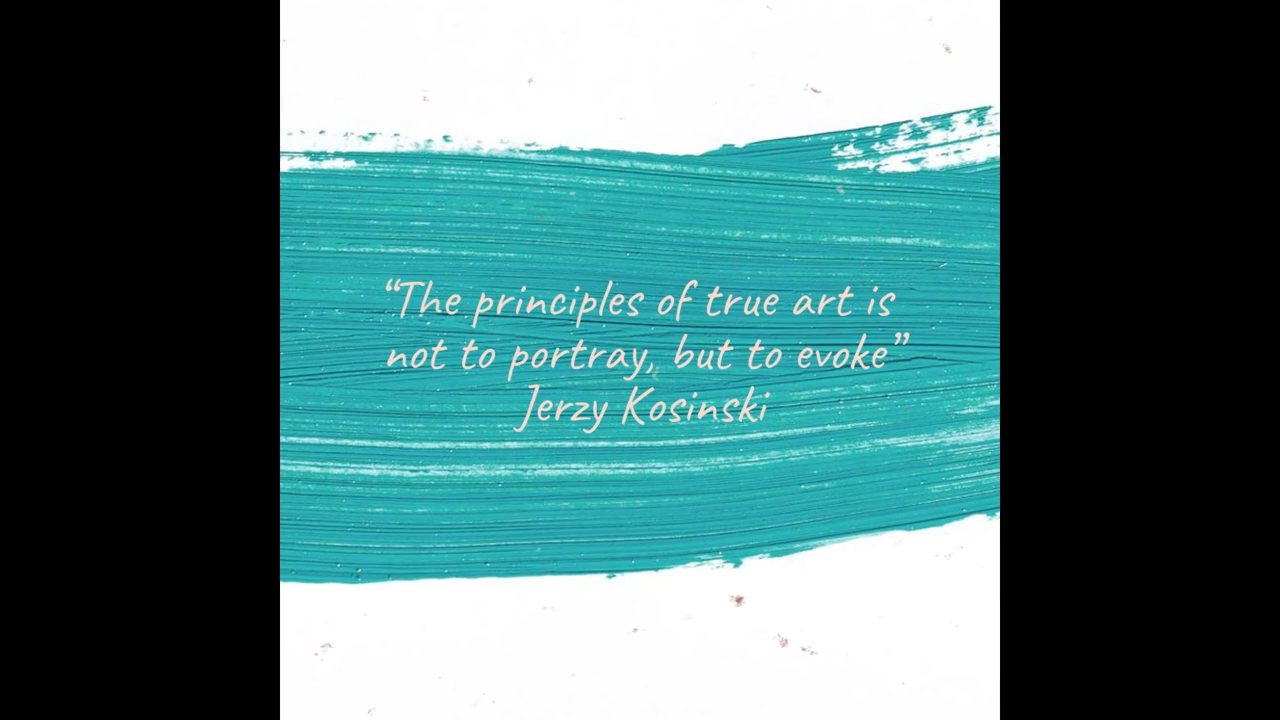 “The principles of true art is
not to portray, but to evoke”
Jerzy Kosinski